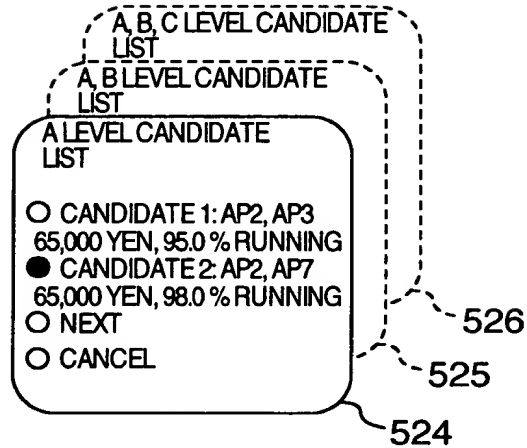 A, B, C LEVEL CANDIDATE
LIST
A, B LEVEL CANDIDATE
LIST
A LEVEL CANDIDATE
LIST
CANDIDATE 1: AP2, AP3
65,000 YEN, 95.0 % RUNNING
CANDIDATE 2: AP2, AP7
65,000 YEN, 98.0 % RUNNING
NEXT
CANCEL
526
525
524